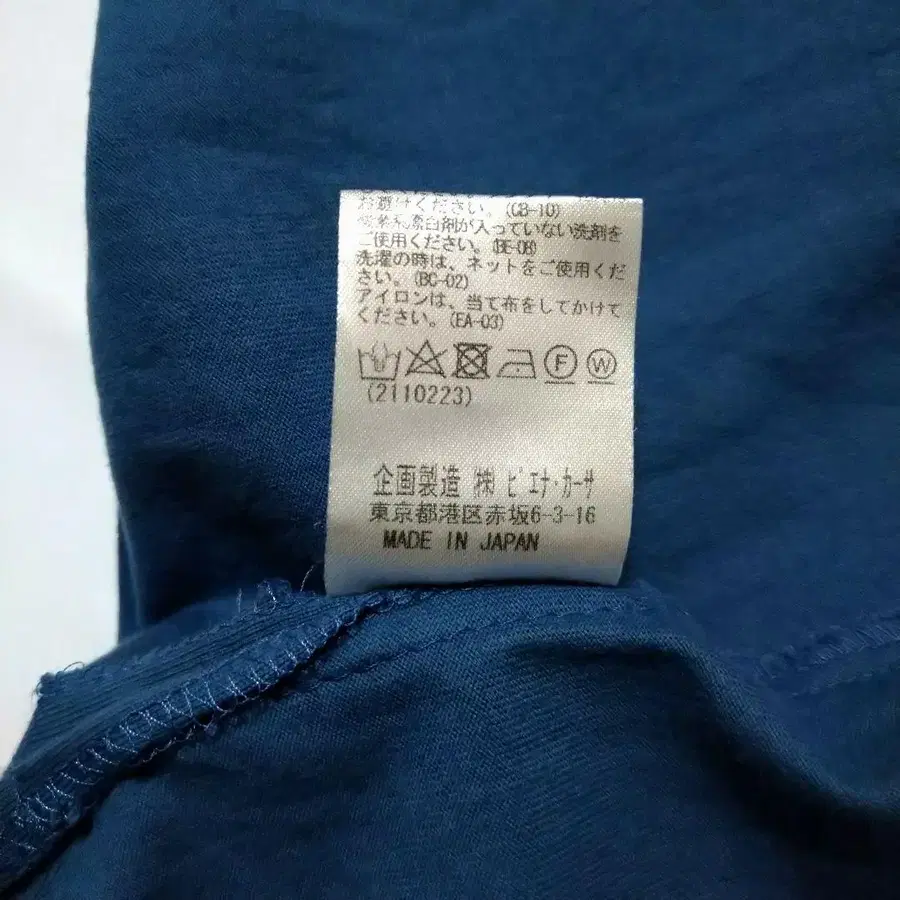 お避けください。(CB-10)
蛍光剤漂白剤が入っていない洗剤を
ご使用ください。(BE-08)
洗濯の時は、ネットをご使用くだ
さい。(BC-02)
アイロンは、当て布をしてかけて
ください。(EA-03)
F W
(2110223)
企画製造 ㈱ピエナ・カーサ
東京都港区赤坂6-3-16
MADE IN JAPAN